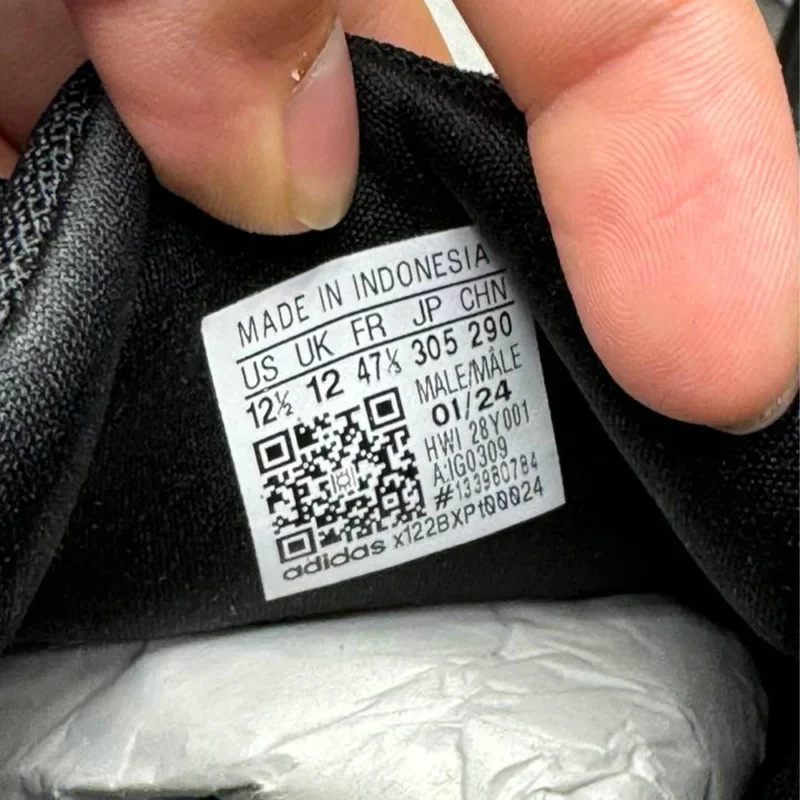 MADE IN INDONESIA
US UK FR JP CHN
12½ 12 47⅓ 305 290
MALE/MÂLE
01/24
HWI 28Y001
A:IG0309
#133980784
adidas x122BXPt00024